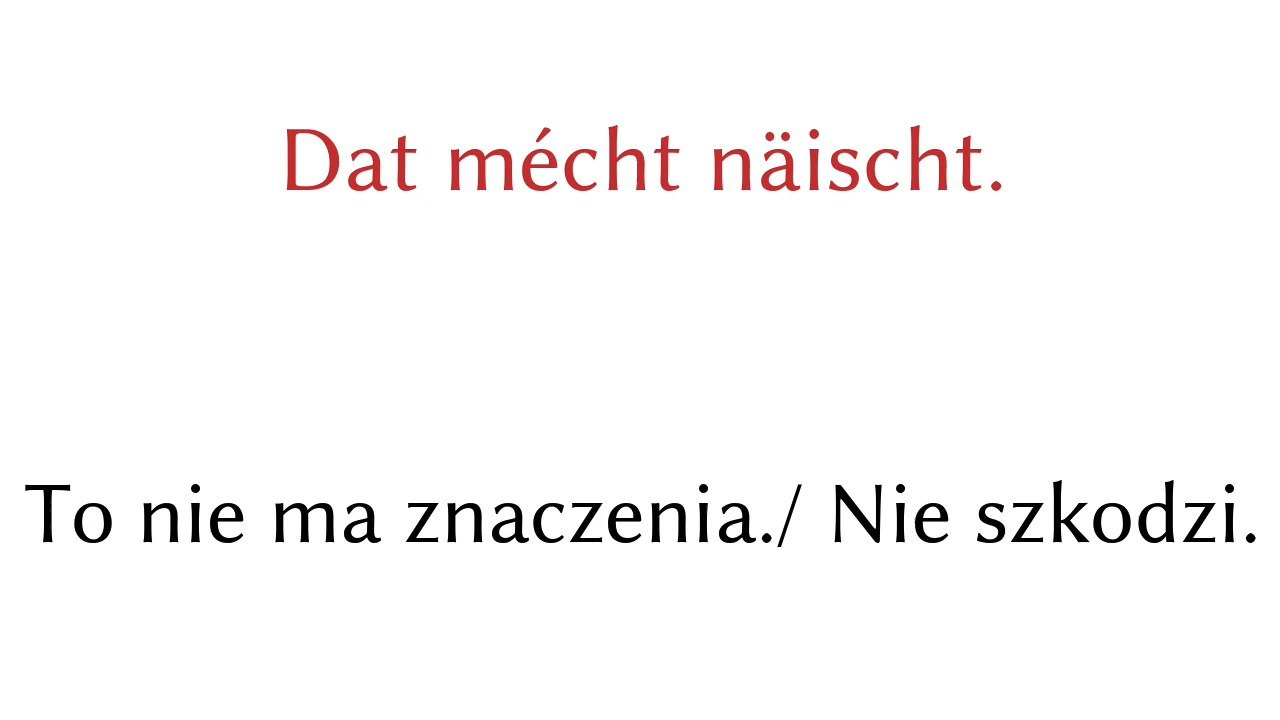 Dat mécht näischt.
To nie ma znaczenia./ Nie szkodzi.